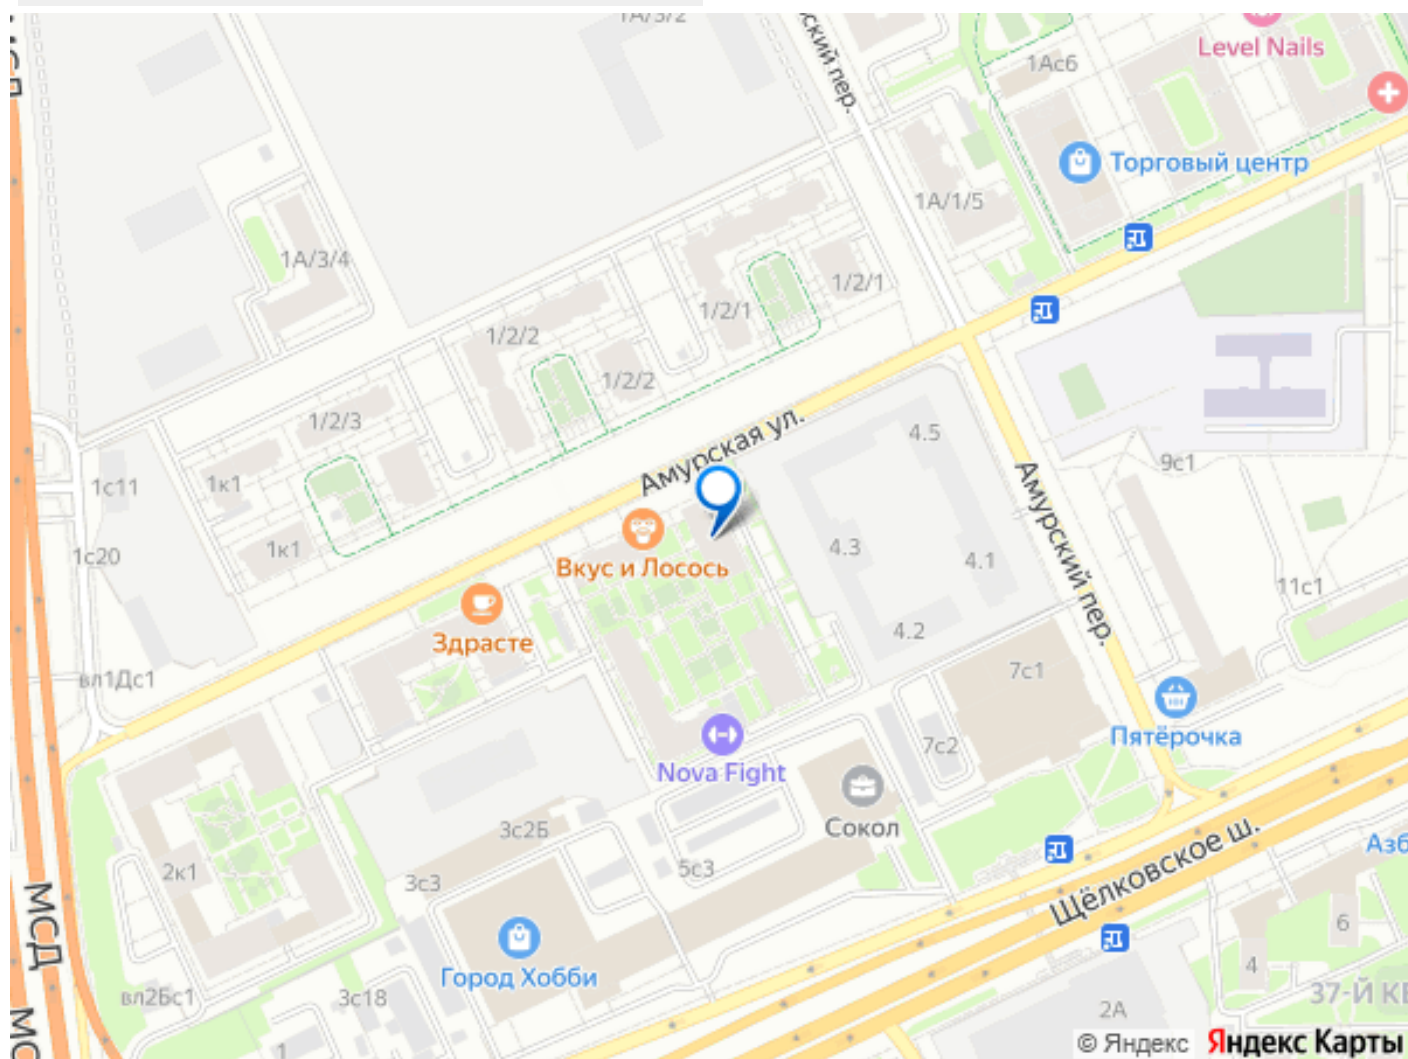 1А/3/2
ский пер.
Level Nails
1Ас6
Торговый центр
1А/1/5
1А/3/4
1/2/1
1/2/1
1/2/2
1/2/2
1/2/3
Амурская ул.
4.5
9с1
1к1
1с11
Амурский пер.
1к1
1с20
Вкус и Лосось
4.3
4.1
11с1
Здрасте
4.2
7с1
вл1Дс1
Пятёрочка
7с2
Nova Fight
Сокол
3с2Б
Щёлковское ш.
Азб
2к1
3с3
5с3
МСД
6
Город Хобби
4
вл2Бс1
3с18
37-Й КВ
2А
1
© Яндекс Яндекс Карты